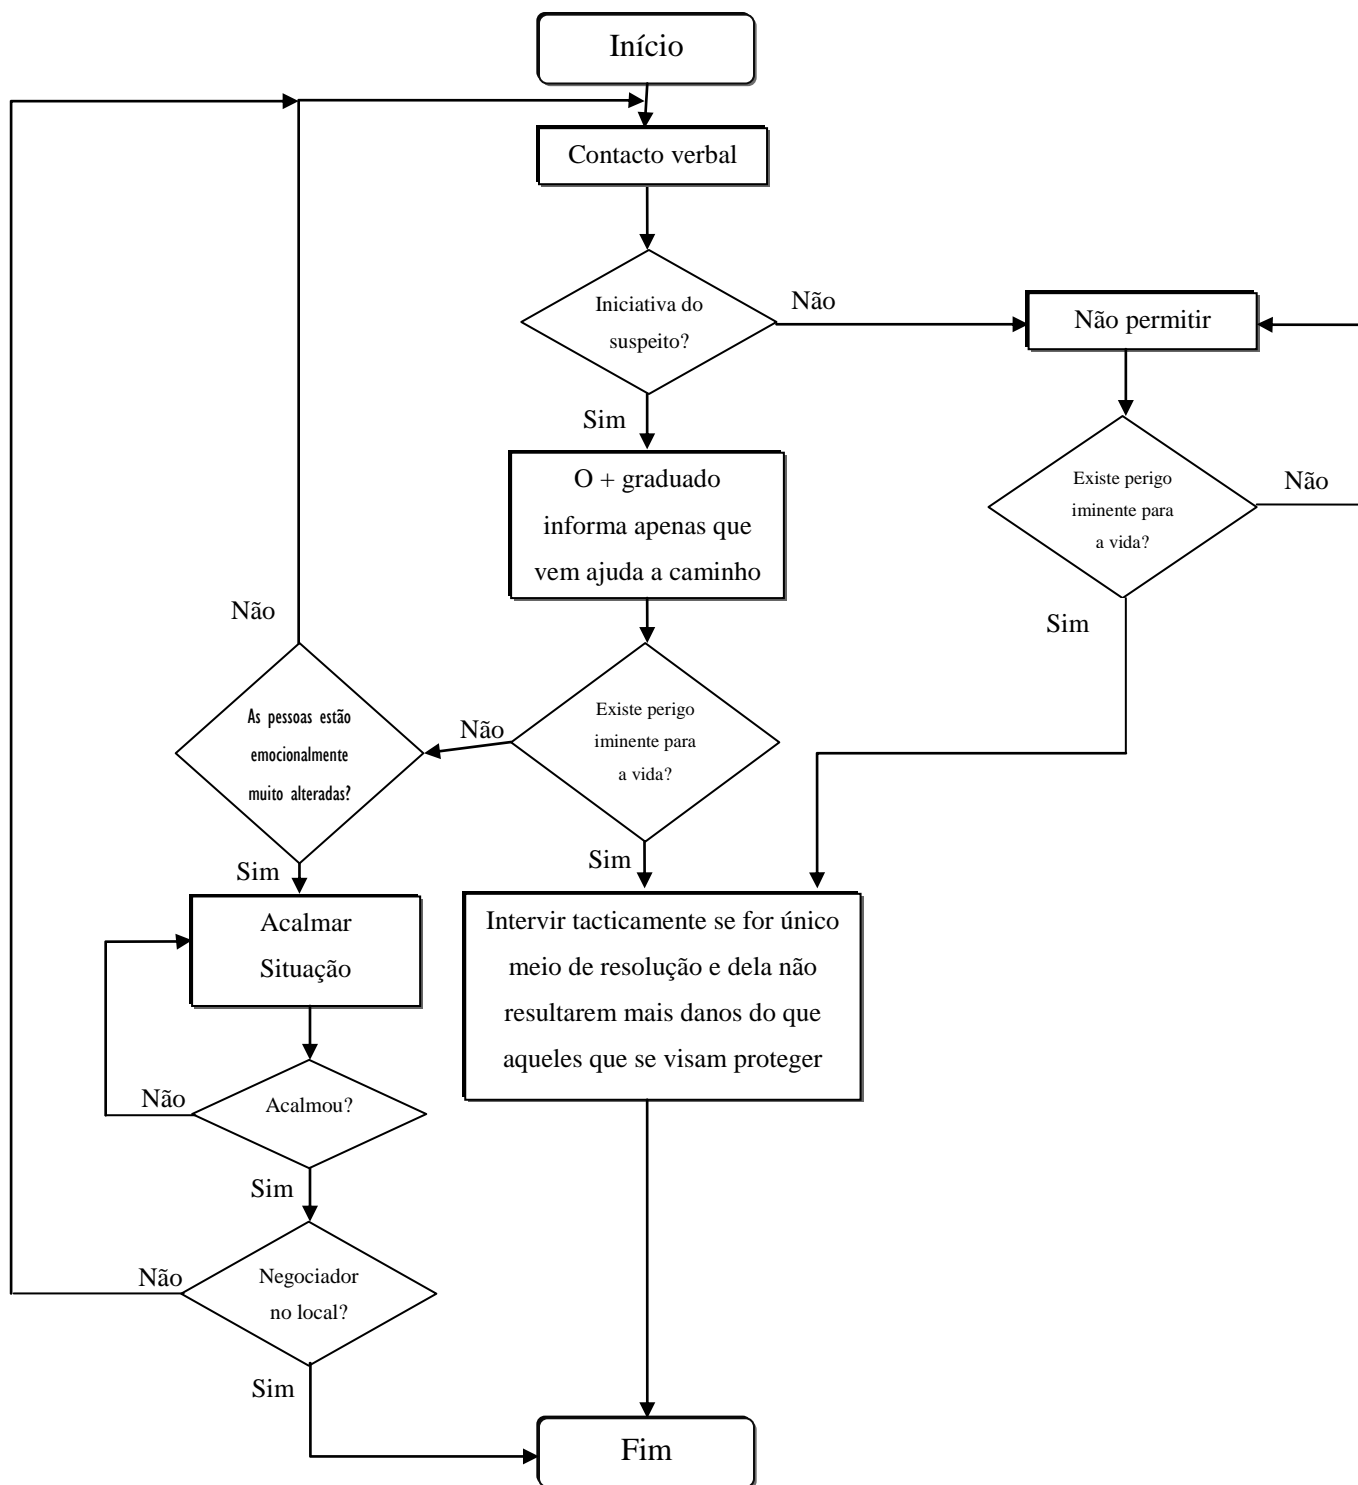 Início
Contacto verbal
Iniciativa do
suspeito?
Não
Não permitir
Sim
O + graduado
informa apenas que
vem ajuda a caminho
Existe perigo
iminente para
a vida?
Não
Sim
Não
As pessoas estão
emocionalmente
muito alteradas?
Não
Existe perigo
iminente para
a vida?
Sim
Sim
Acalmar
Situação
Intervir tacticamente se for único
meio de resolução e dela não
resultarem mais danos do que
aqueles que se visam proteger
Não
Acalmou?
Sim
Não
Negociador
no local?
Sim
Fim